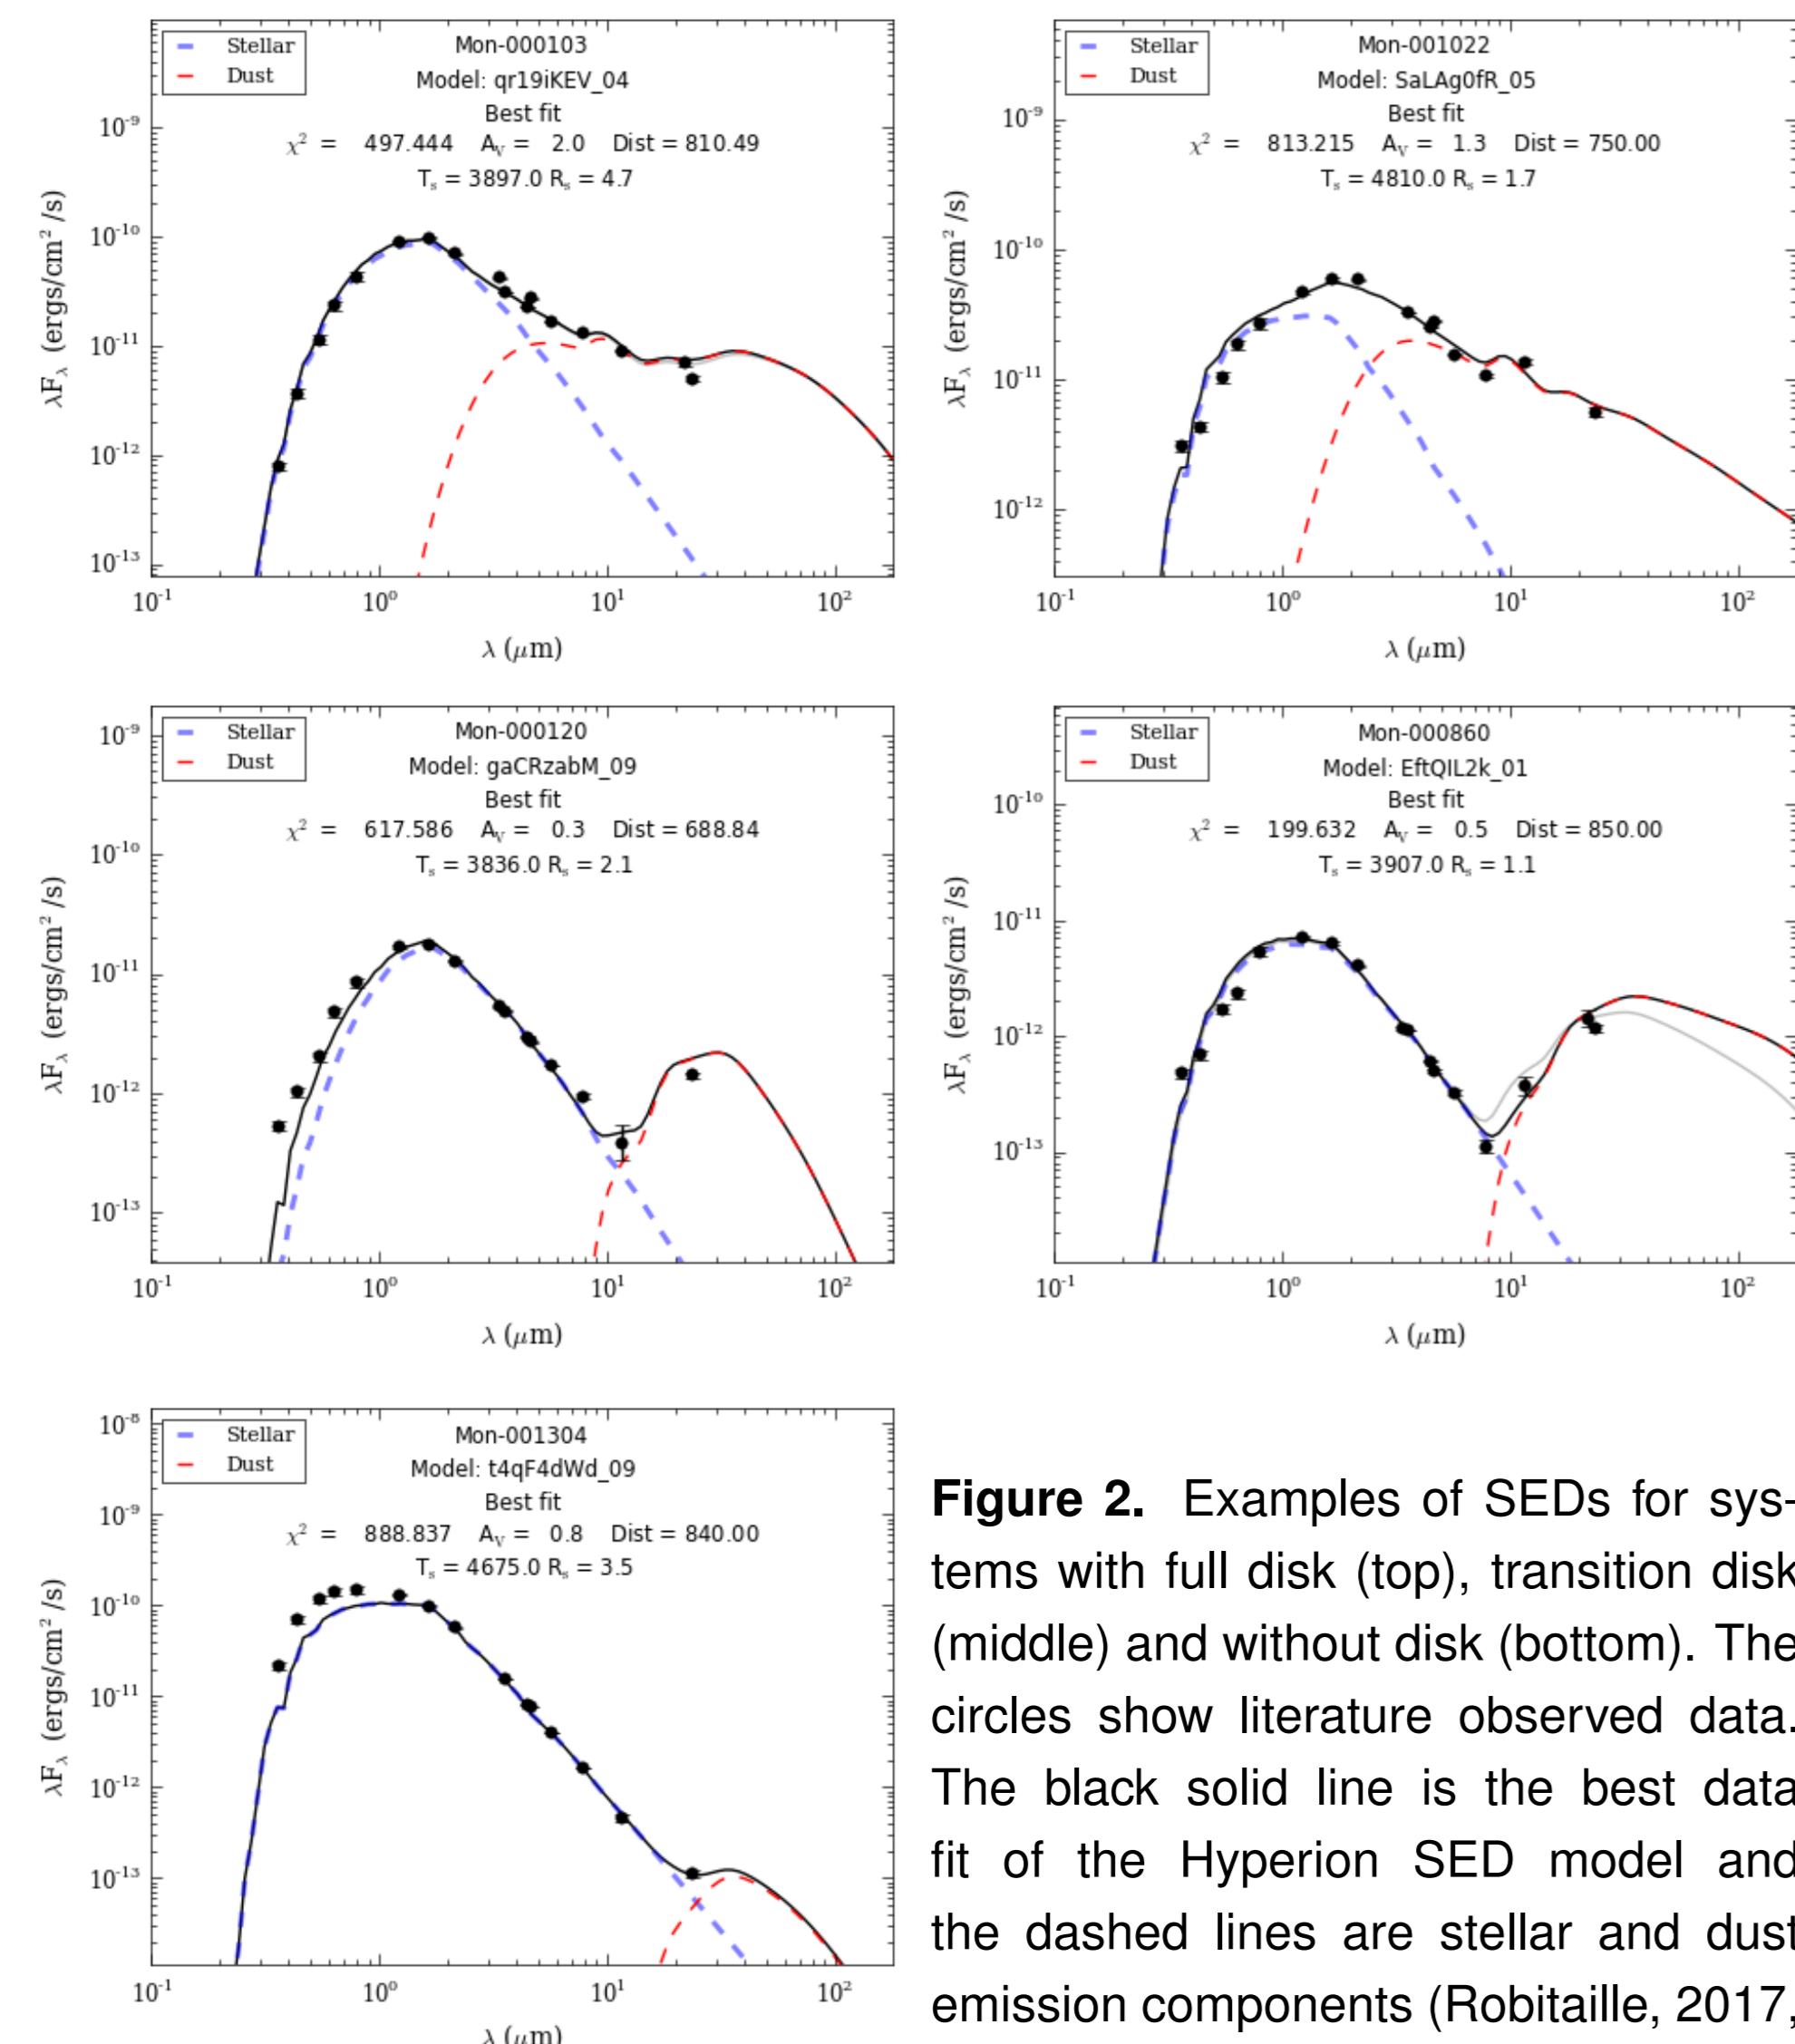 Stellar
Dust
Mon-000103
Model: qr19iKEV_04
Best fit
χ² = 497.444 A_V = 2.0 Dist = 810.49
T_s = 3897.0 R_s = 4.7
λF_λ (ergs/cm² /s)
10⁻⁹
10⁻¹⁰
10⁻¹¹
10⁻¹²
10⁻¹³
10⁻¹ 10⁰ 10¹ 10²
λ (μm)
Stellar
Dust
Mon-001022
Model: SaLAg0fR_05
Best fit
χ² = 813.215 A_V = 1.3 Dist = 750.00
T_s = 4810.0 R_s = 1.7
λF_λ (ergs/cm² /s)
10⁻⁹
10⁻¹⁰
10⁻¹¹
10⁻¹²
10⁻¹ 10⁰ 10¹ 10²
λ (μm)
Stellar
Dust
Mon-000120
Model: gaCRzabM_09
Best fit
χ² = 617.586 A_V = 0.3 Dist = 688.84
T_s = 3836.0 R_s = 2.1
λF_λ (ergs/cm² /s)
10⁻⁹
10⁻¹⁰
10⁻¹¹
10⁻¹²
10⁻¹³
10⁻¹ 10⁰ 10¹ 10²
λ (μm)
Stellar
Dust
Mon-000860
Model: EftQIL2k_01
Best fit
χ² = 199.632 A_V = 0.5 Dist = 850.00
T_s = 3907.0 R_s = 1.1
λF_λ (ergs/cm² /s)
10⁻¹⁰
10⁻¹¹
10⁻¹²
10⁻¹³
10⁻¹ 10⁰ 10¹ 10²
λ (μm)
Stellar
Dust
Mon-001304
Model: t4qF4dWd_09
Best fit
χ² = 888.837 A_V = 0.8 Dist = 840.00
T_s = 4675.0 R_s = 3.5
λF_λ (ergs/cm² /s)
10⁻⁸
10⁻⁹
10⁻¹⁰
10⁻¹¹
10⁻¹²
10⁻¹³
10⁻¹ 10⁰ 10¹ 10²
λ (μm)
Figure 2. Examples of SEDs for sys-
tems with full disk (top), transition disk
(middle) and without disk (bottom). The
circles show literature observed data.
The black solid line is the best data
fit of the Hyperion SED model and
the dashed lines are stellar and dust
emission components (Robitaille, 2017,